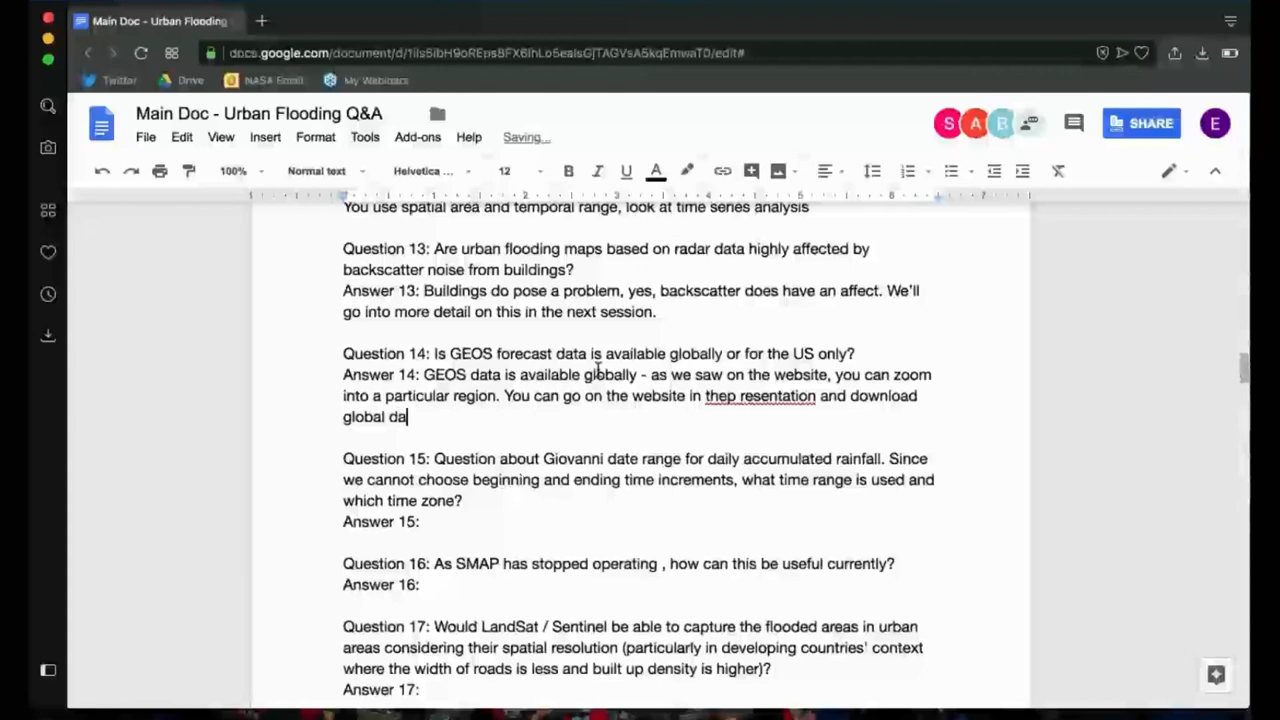 Main Doc - Urban Flooding
docs.google.com/document/d/
Twitter
Drive
NASA Email
My Webinars
Main Doc - Urban Flooding Q&A
S A B
SHARE
E
File Edit View Insert Format Tools Add-ons Help Saving...
100% Normal text Helvetica ... 12 B I U A
1 1 2 3 4 5 6 7
You use spatial area and temporal range, look at time series analysis
Question 13: Are urban flooding maps based on radar data highly affected by
backscatter noise from buildings?
Answer 13: Buildings do pose a problem, yes, backscatter does have an affect. We'll
go into more detail on this in the next session.
Question 14: Is GEOS forecast data is available globally or for the US only?
Answer 14: GEOS data is available globally - as we saw on the website, you can zoom
into a particular region. You can go on the website in thep resentation and download
global da
Question 15: Question about Giovanni date range for daily accumulated rainfall. Since
we cannot choose beginning and ending time increments, what time range is used and
which time zone?
Answer 15:
Question 16: As SMAP has stopped operating , how can this be useful currently?
Answer 16:
Question 17: Would LandSat / Sentinel be able to capture the flooded areas in urban
areas considering their spatial resolution (particularly in developing countries' context
where the width of roads is less and built up density is higher)?
Answer 17: